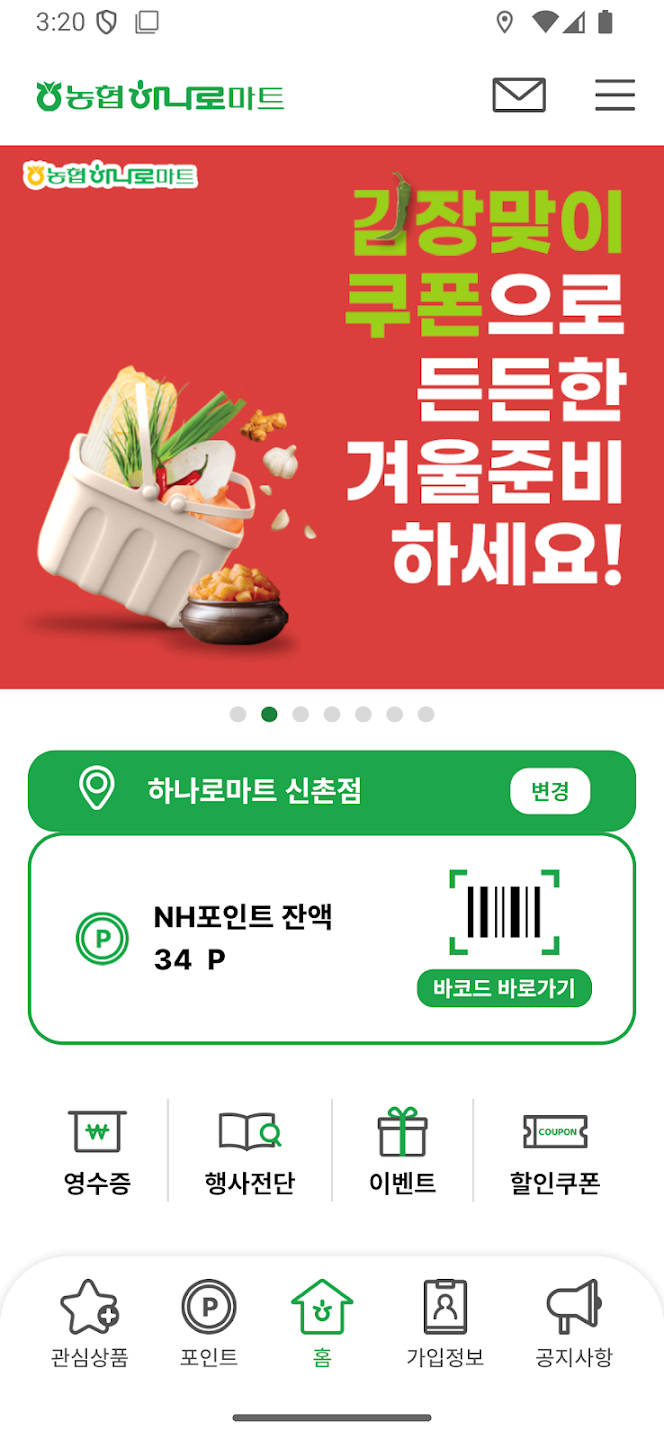 3:20
농협 하나로마트
농협 하나로마트
김장맞이
쿠폰으로
든든한
겨울준비
하세요!
하나로마트 신촌점
변경
P
NH포인트 잔액
34 P
바코드 바로가기
₩
COUPON
영수증
행사전단
이벤트
할인쿠폰
P
관심상품
포인트
홈
가입정보
공지사항